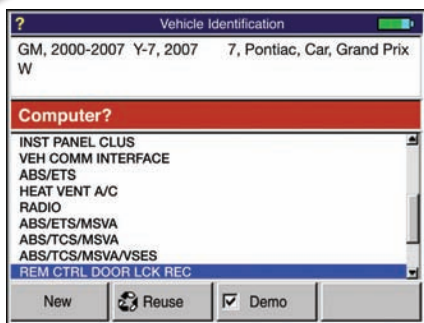 ? Vehicle Identification
GM, 2000-2007 Y-7, 2007 7, Pontiac, Car, Grand Prix
W
Computer?
INST PANEL CLUS
VEH COMM INTERFACE
ABS/ETS
HEAT VENT A/C
RADIO
ABS/ETS/MSVA
ABS/TCS/MSVA
ABS/TCS/MSVA/VSES
REM CTRL DOOR LCK REC
New Reuse Demo